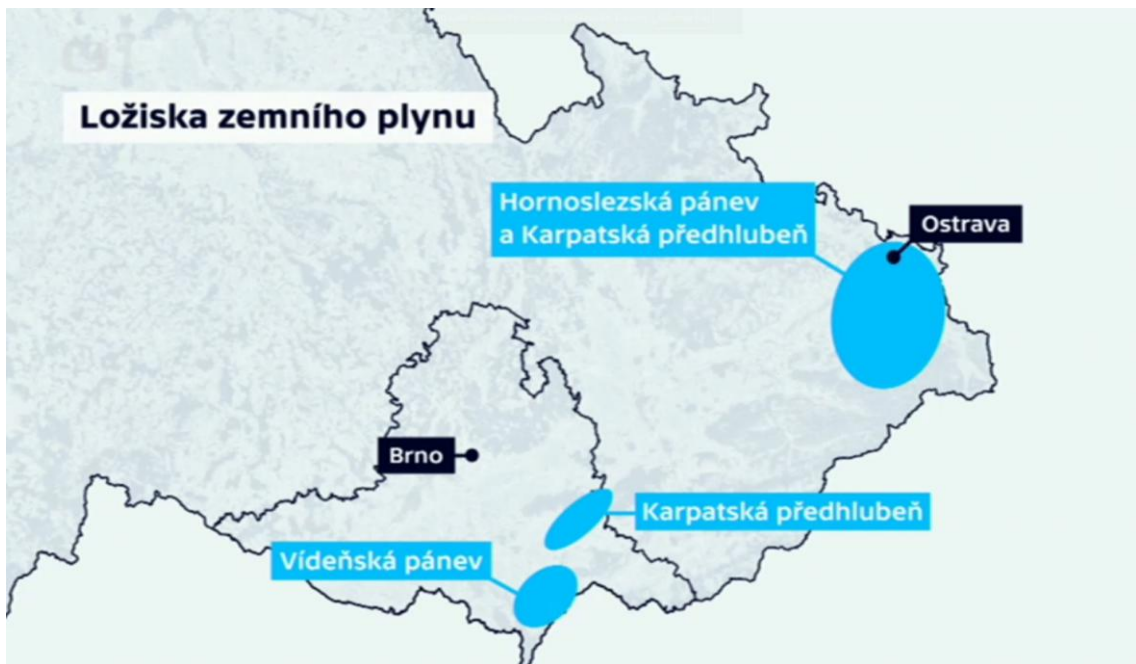 Ložiska zemního plynu
Hornoslezská pánev
a Karpatská předhlubeň
Ostrava
Brno
Karpatská předhlubeň
Vídeňská pánev